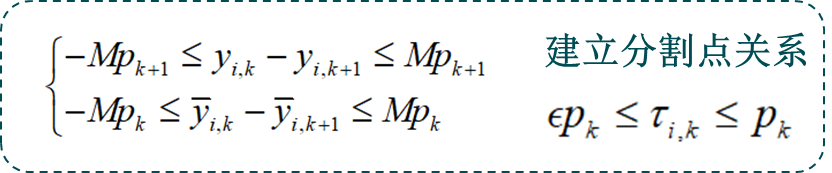 −Mp_{k+1} ≤ y_{i,k} − y_{i,k+1} ≤ Mp_{k+1}
−Mp_k ≤ ȳ_{i,k} − ȳ_{i,k+1} ≤ Mp_k
建立分割点关系
ϵp_k ≤ τ_{i,k} ≤ p_k